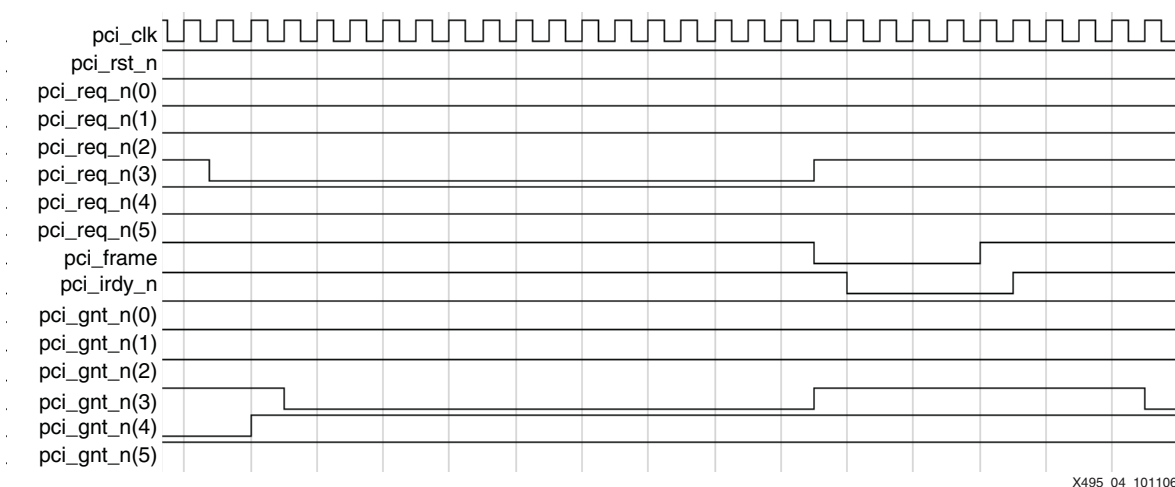 pci_clk
pci_rst_n
pci_req_n(0)
pci_req_n(1)
pci_req_n(2)
pci_req_n(3)
pci_req_n(4)
pci_req_n(5)
pci_frame
pci_irdy_n
pci_gnt_n(0)
pci_gnt_n(1)
pci_gnt_n(2)
pci_gnt_n(3)
pci_gnt_n(4)
pci_gnt_n(5)
X495_04_101106